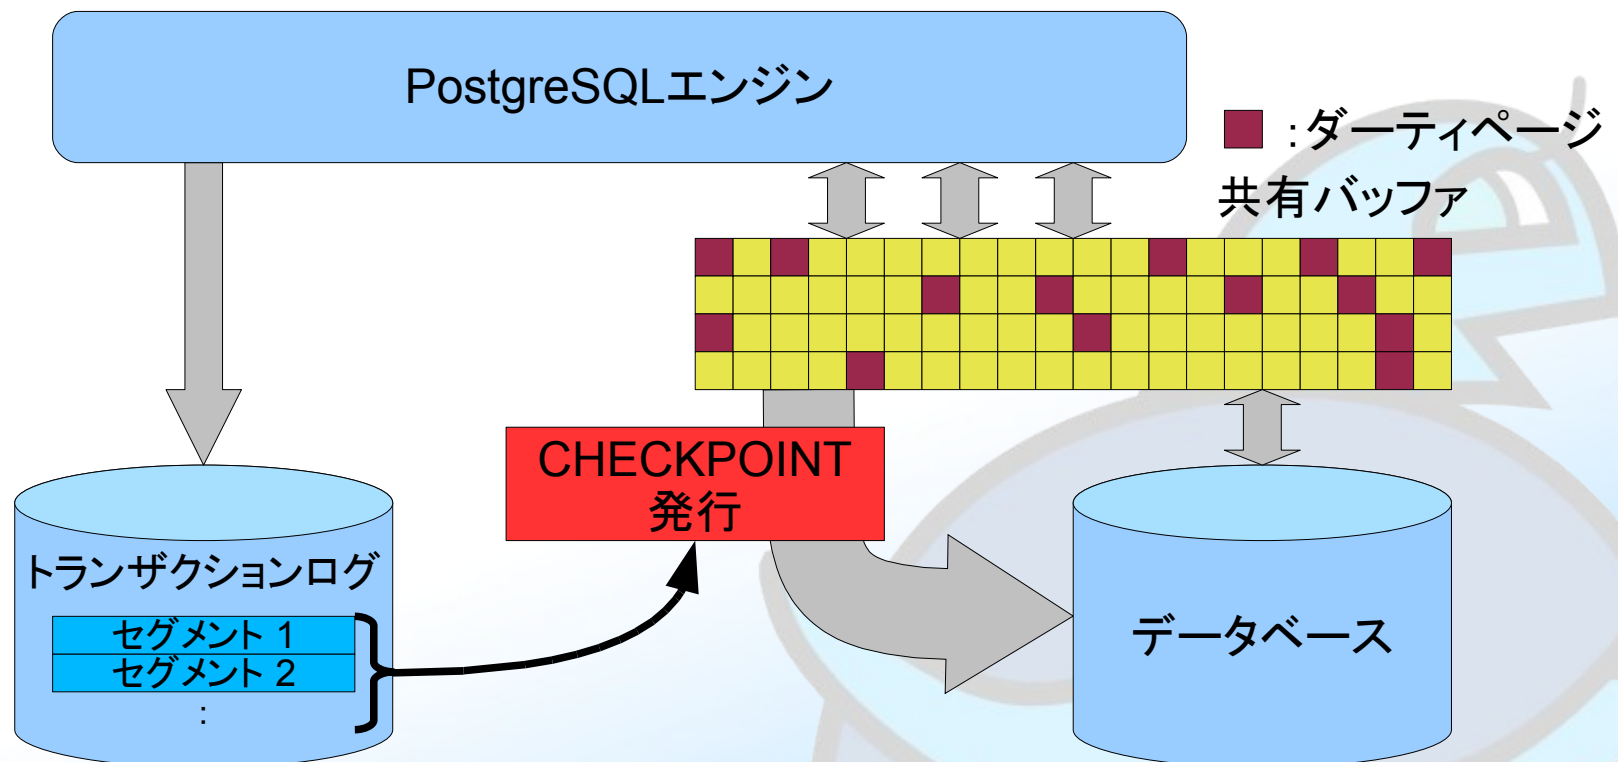 PostgreSQLエンジン
:ダーティページ
共有バッファ
CHECKPOINT
発行
トランザクションログ
セグメント 1
セグメント 2
:
データベース